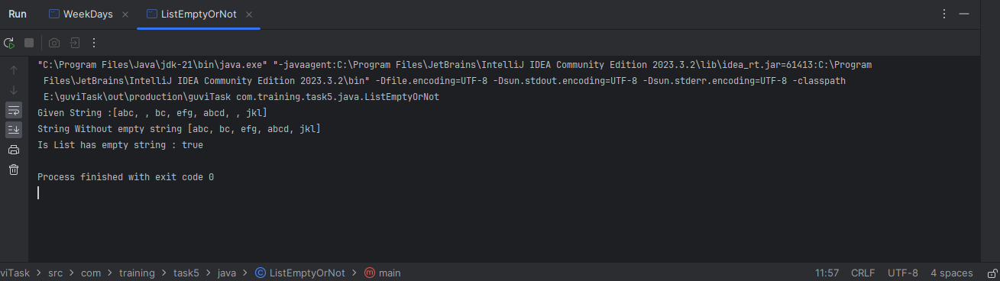 Run WeekDays ListEmptyOrNot
"C:\Program Files\Java\jdk-21\bin\java.exe" "-javaagent:C:\Program Files\JetBrains\IntelliJ IDEA Community Edition 2023.3.2\lib\idea_rt.jar=61413:C:\Program
Files\JetBrains\IntelliJ IDEA Community Edition 2023.3.2\bin" -Dfile.encoding=UTF-8 -Dsun.stdout.encoding=UTF-8 -Dsun.stderr.encoding=UTF-8 -classpath
E:\guviTask\out\production\guviTask com.training.task5.java.ListEmptyOrNot
Given String :[abc, , bc, efg, abcd, , jkl]
String Without empty string [abc, bc, efg, abcd, jkl]
Is List has empty string : true
Process finished with exit code 0
viTask > src > com > training > task5 > java > ListEmptyOrNot > main 11:57 CRLF UTF-8 4 spaces